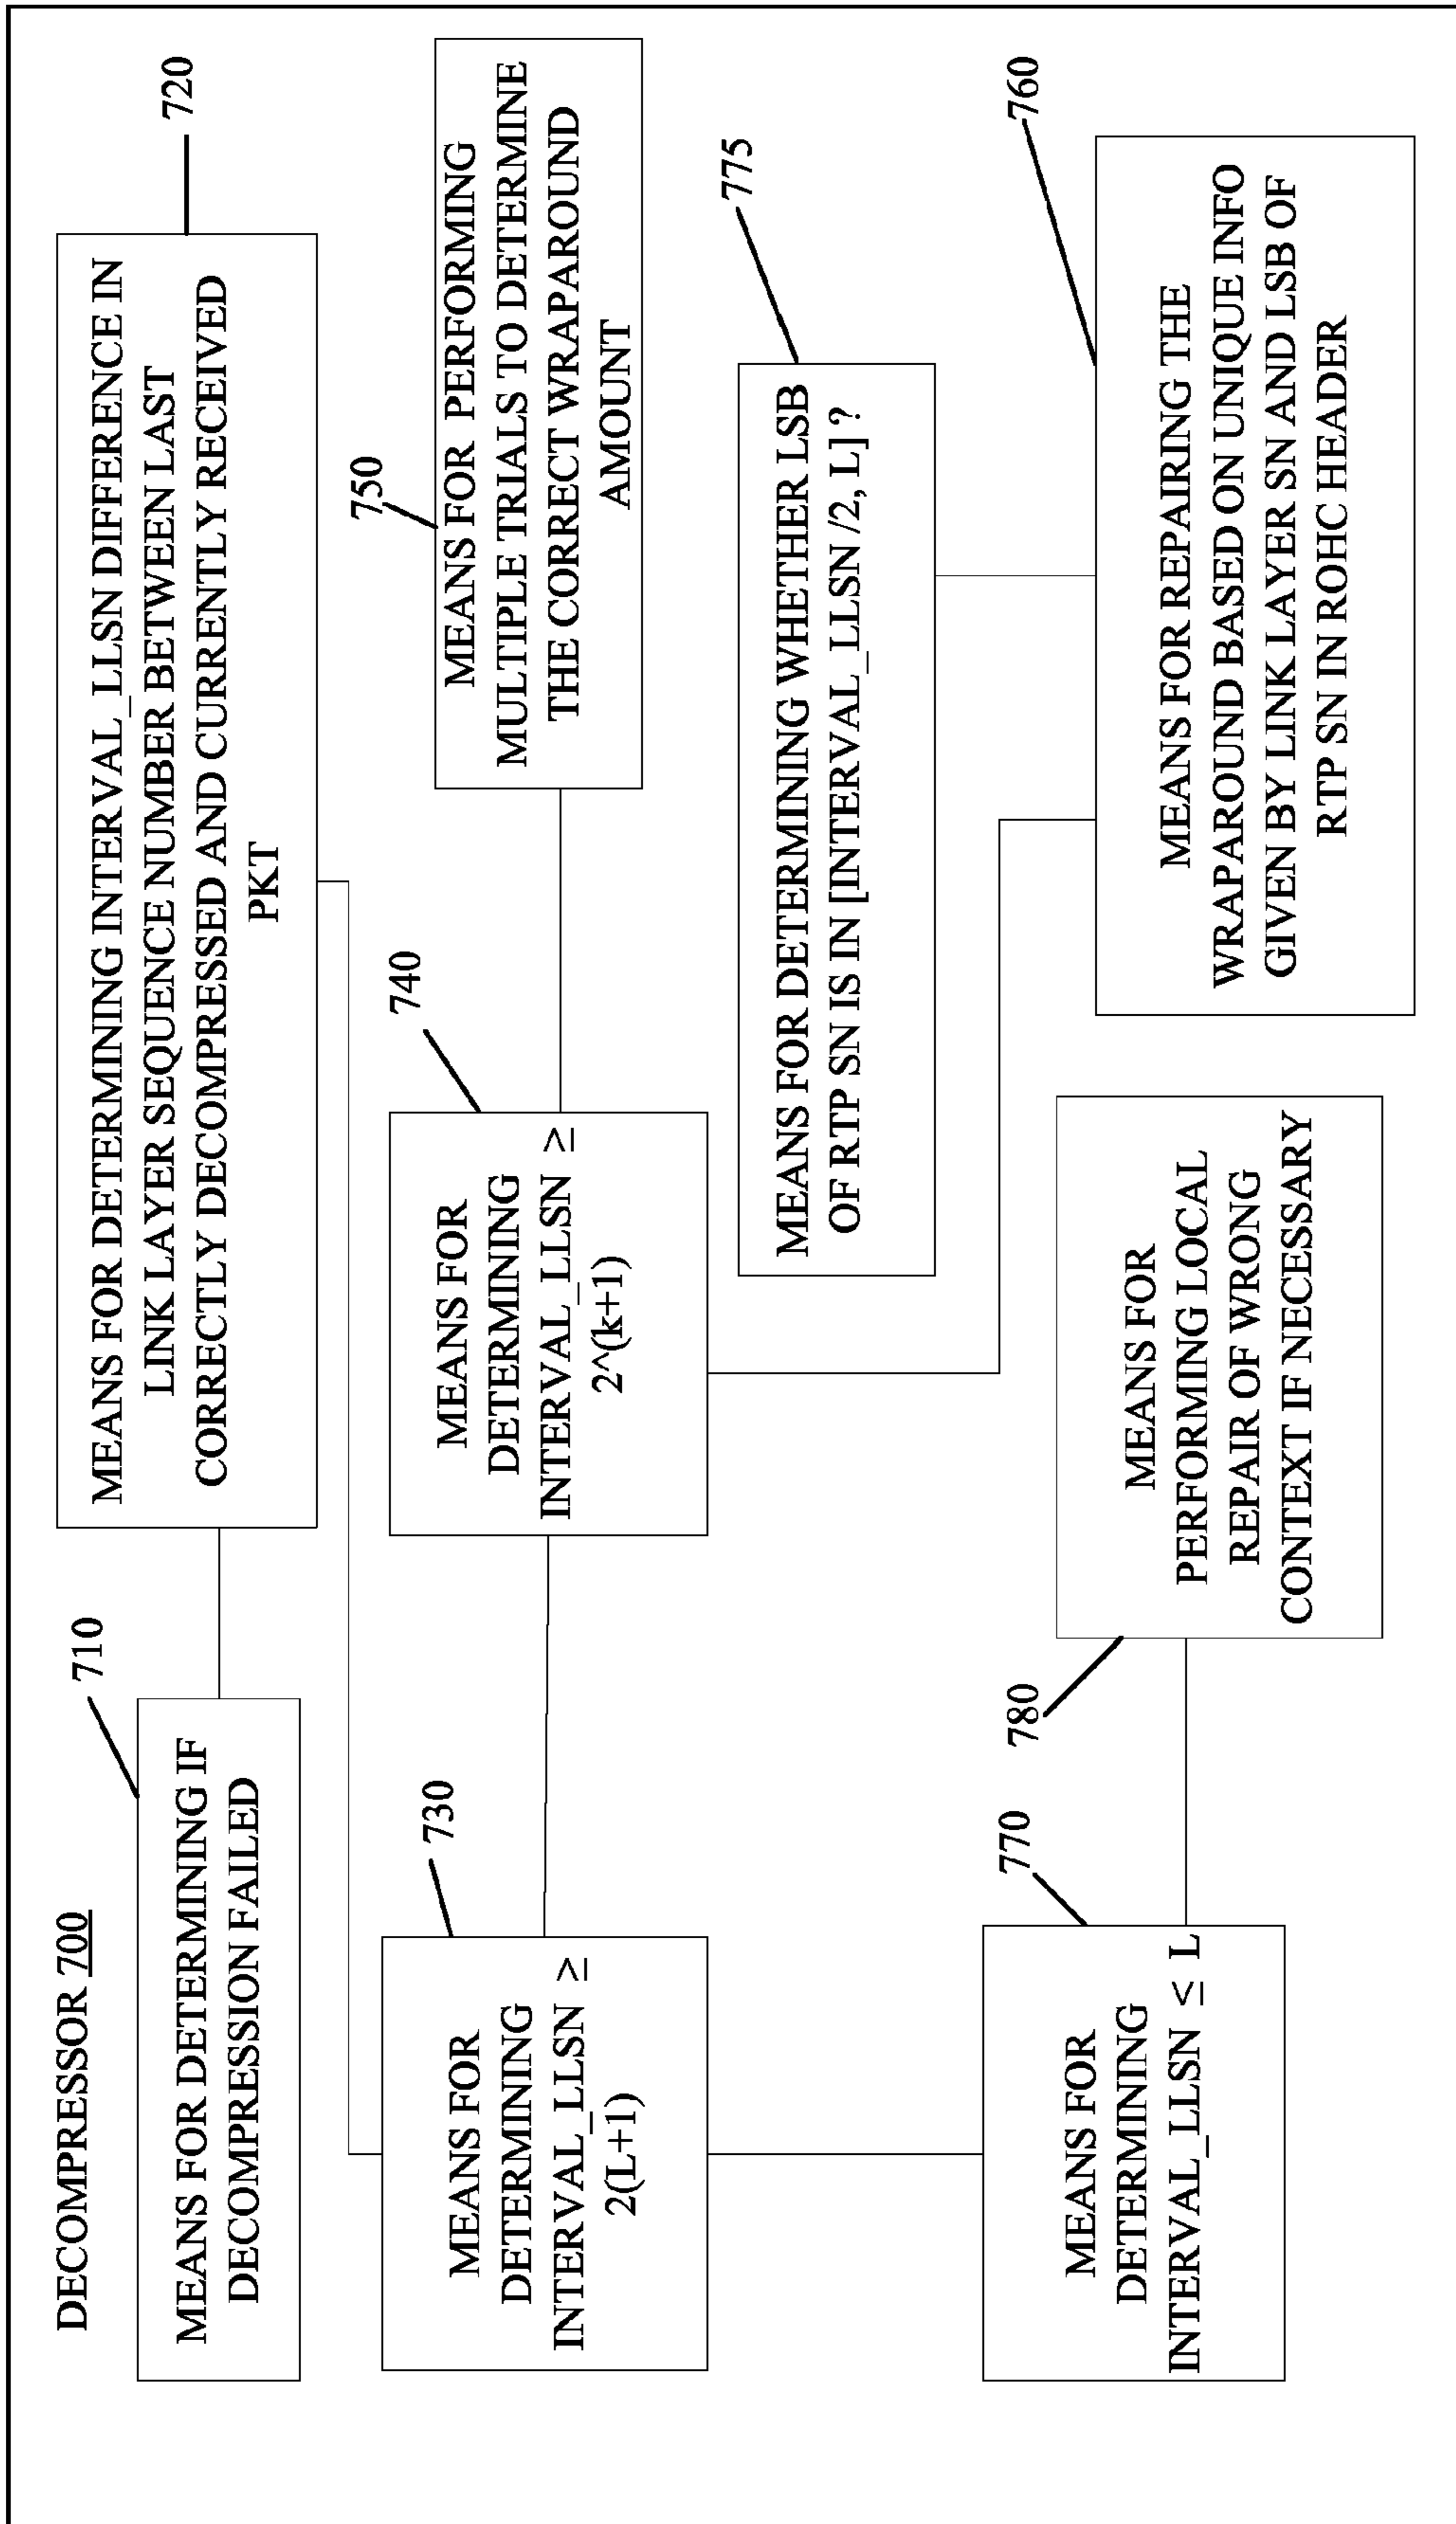 DECOMPRESSOR 700
710
MEANS FOR DETERMINING IF
DECOMPRESSION FAILED
720
MEANS FOR DETERMINING INTERVAL_LLSN DIFFERENCE IN
LINK LAYER SEQUENCE NUMBER BETWEEN LAST
CORRECTLY DECOMPRESSED AND CURRENTLY RECEIVED
PKT
730
MEANS FOR
DETERMINING
INTERVAL_LLSN ≥
2(L+1)
740
MEANS FOR
DETERMINING
INTERVAL_LLSN ≥
2^(k+1)
750
MEANS FOR PERFORMING
MULTIPLE TRIALS TO DETERMINE
THE CORRECT WRAPAROUND
AMOUNT
775
MEANS FOR DETERMINING WHETHER LSB
OF RTP SN IS IN [INTERVAL_LLSN /2, L] ?
770
MEANS FOR
DETERMINING
INTERVAL_LLSN ≤ L
780
MEANS FOR
PERFORMING LOCAL
REPAIR OF WRONG
CONTEXT IF NECESSARY
760
MEANS FOR REPAIRING THE
WRAPAROUND BASED ON UNIQUE INFO
GIVEN BY LINK LAYER SN AND LSB OF
RTP SN IN ROHC HEADER